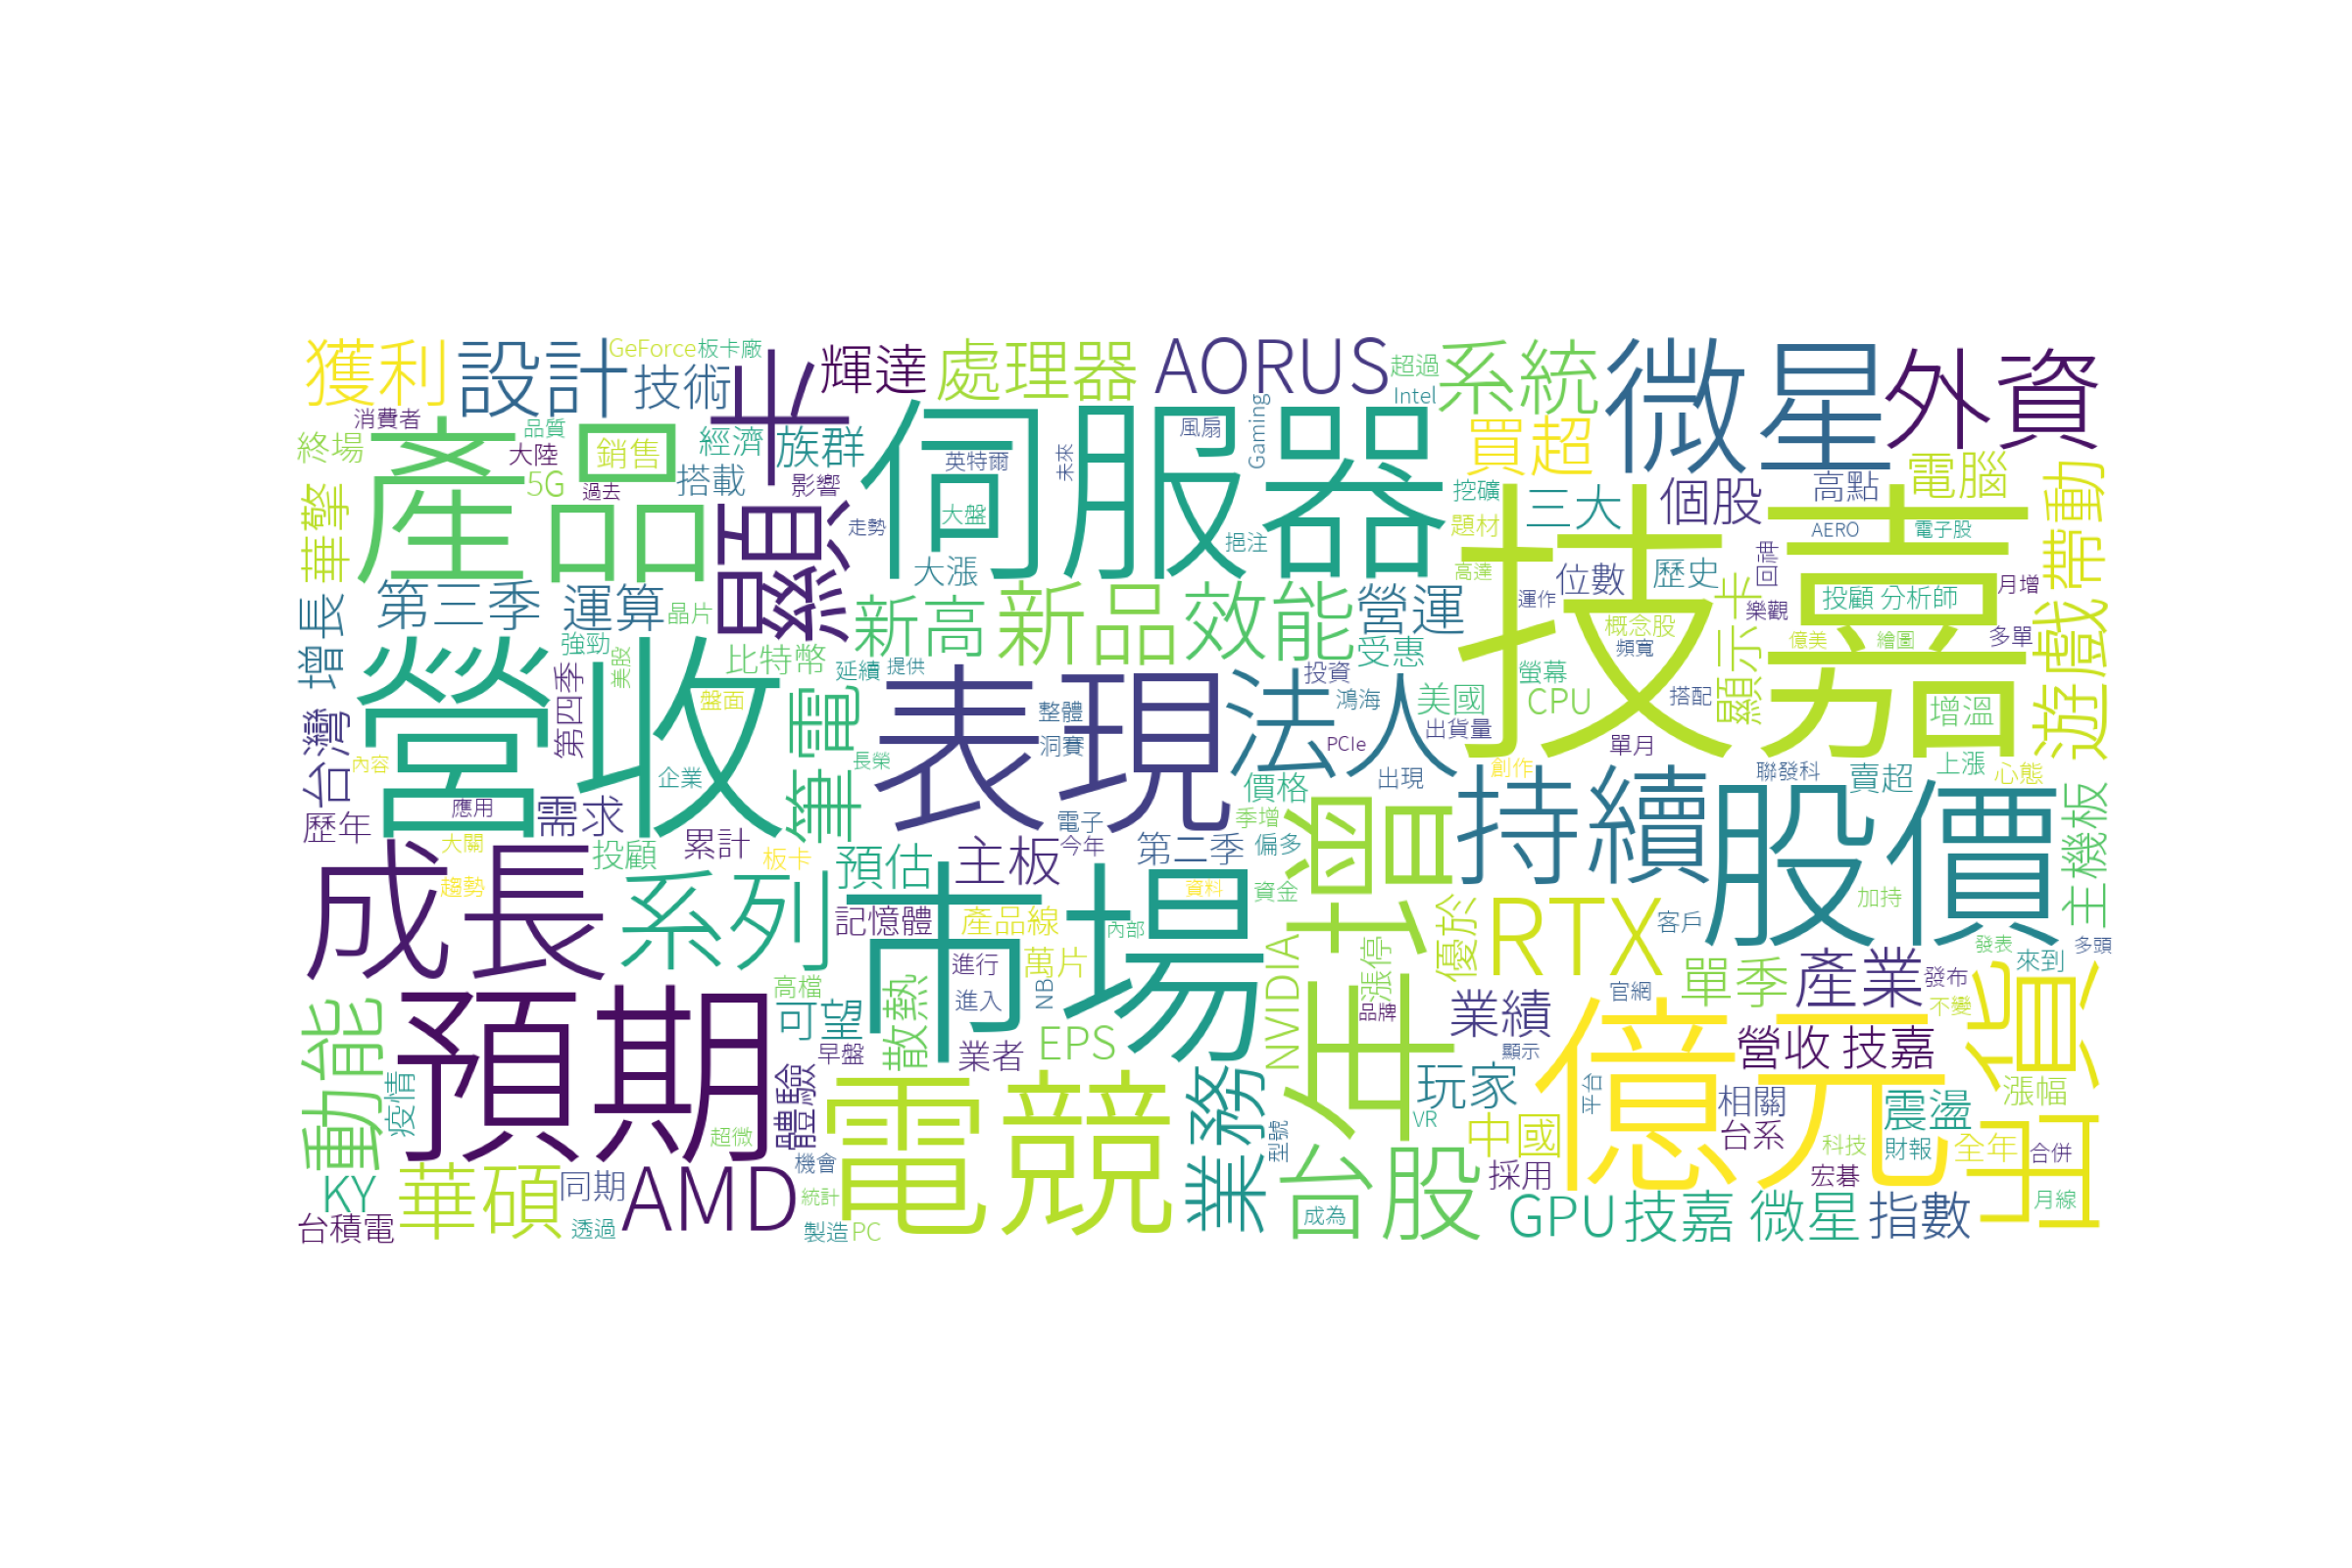 獲利
設計
GeForce
板卡廠
技術
顯卡
輝達
處理器
AORUS
超過
Intel
系統
微星
外資
消費者
產品
品質
終場
大陸
銷售
5G
過去
經濟
族群
搭載
影響
伺服器
英特爾
大盤
走勢
未來
風扇
Gaming
挹注
買超
挖礦
題材
三大
個股
高點
電腦
AERO
電子股
帶動
華擎
第三季
運算
晶片
大漲
新高
新品
效能
營運
高達
運作
位數
歷史
技嘉
回神
樂觀
投顧 分析師
月增
增長
強勁
美股
比特幣
延續
提供
受惠
概念股
頻寬
顯示卡
億美
繪圖
多單
遊戲
營收
第四季
盤面
筆電
表現
整體
洞賽
法人
投資
鴻海
美國
螢幕
CPU
搭配
出貨量
單月
增溫
台灣
內容
企業
長榮
PCIe
創作
出現
聯發科
賣超
上漲
心態
歷年
應用
需求
累計
電子
今年
價格
季增
持續
股價
主機板
成長
大關
趨勢
投顧
板卡
預估
主板
第二季
偏多
年增
系列
市場
資料
資金
記憶體
產品線
內部
RTX
優於
客戶
加持
進行
萬片
漲停
NVIDIA
單季
產業
發表
來到
多頭
發布
不變
高檔
進入
NB
品牌
官網
動能
預期
可望
散熱
業績
億元
營收 技嘉
出貨
早盤
業者
EPS
顯示
疫情
體驗
電競
業務
玩家
平台
相關
震盪
漲幅
超微
VR
中國
台系
科技
財報
全年
合併
KY
華碩
同期
AMD
機會
統計
型號
台股
採用
宏碁
月線
台積電
透過
製造
PC
成為
GPU
技嘉 微星
指數